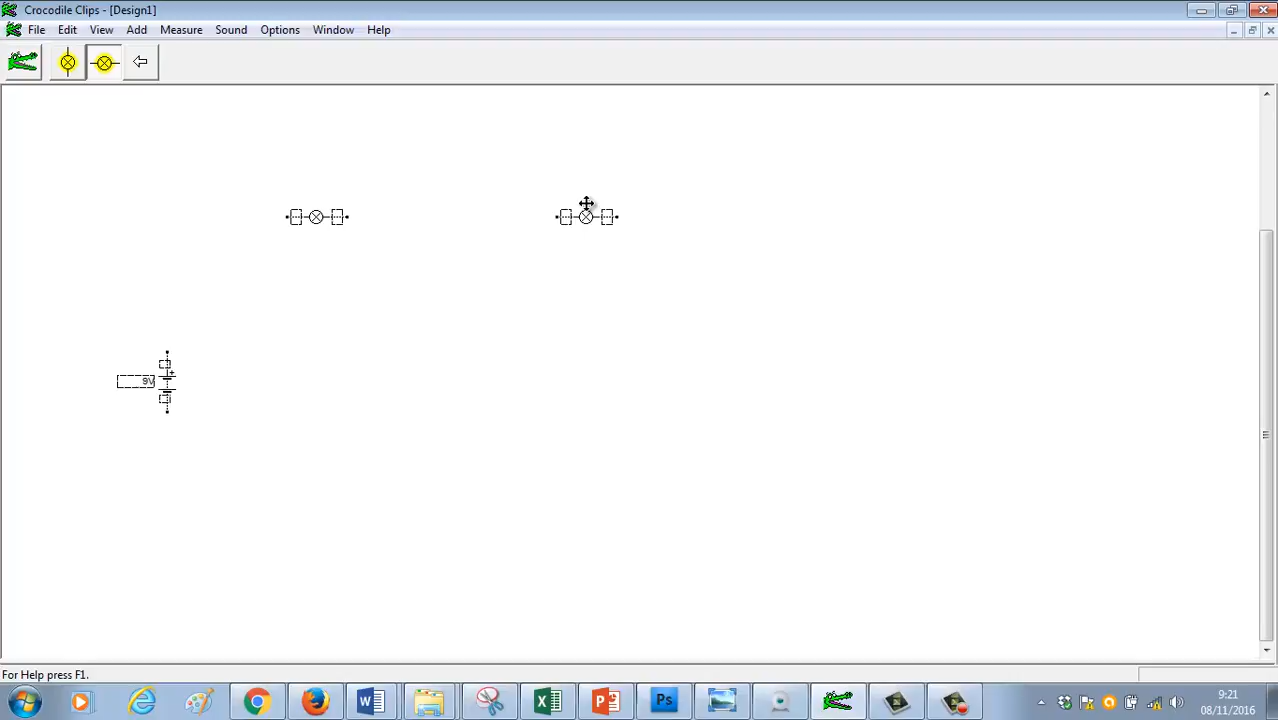 Crocodile Clips - [Design1]
File Edit View Add Measure Sound Options Window Help
+
9V
For Help press F1.
9:21
08/11/2016